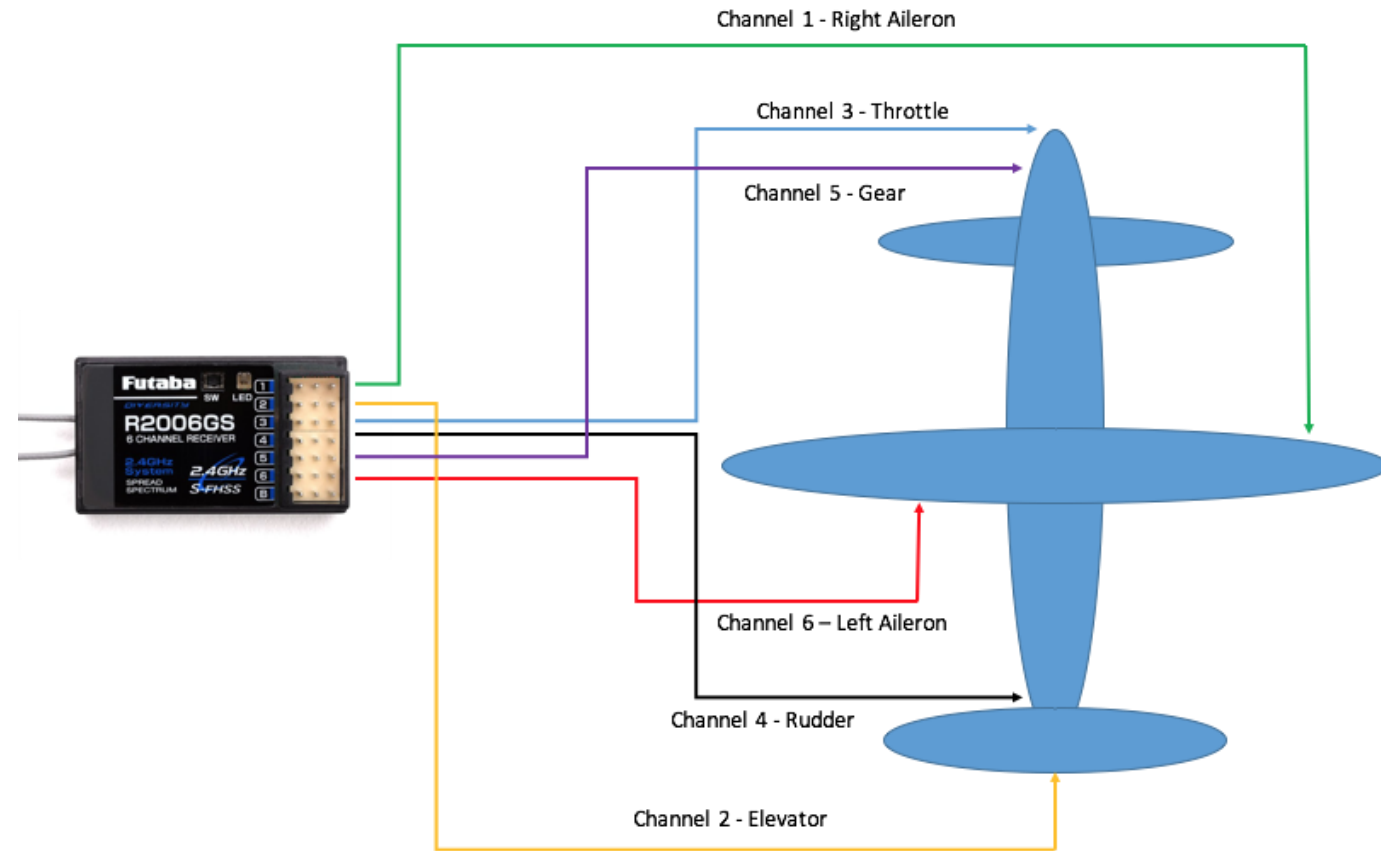 Channel 1 - Right Aileron
Channel 3 - Throttle
Channel 5 - Gear
Futaba
SW LED
DIVERSITY
R2006GS
6 CHANNEL RECEIVER
2.4GHz
System
SPREAD
SPECTRUM
2.4GHz
S-FHSS
1
2
3
4
5
6
B
Channel 6 – Left Aileron
Channel 4 - Rudder
Channel 2 - Elevator